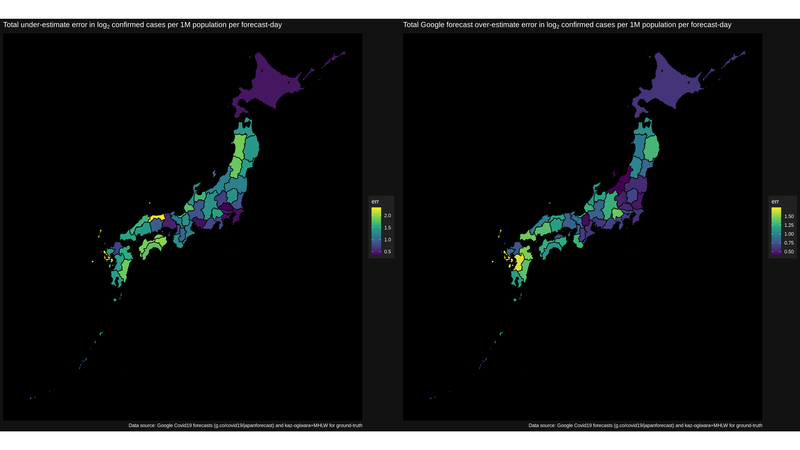 Total under-estimate error in log2 confirmed cases per 1M population per forecast-day
err
2.0
1.5
1.0
0.5
Data source: Google Covid19 forecasts (g.co/covid19/japanforecast) and kaz-ogiwara+MHLW for ground-truth
Total Google forecast over-estimate error in log2 confirmed cases per 1M population per forecast-day
err
1.50
1.25
1.00
0.75
0.50
Data source: Google Covid19 forecasts (g.co/covid19/japanforecast) and kaz-ogiwara+MHLW for ground-truth